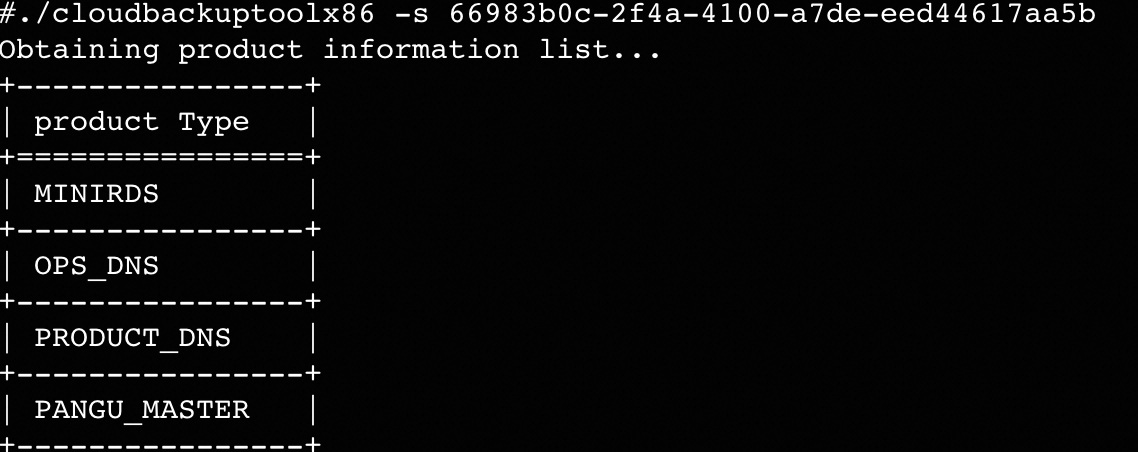 #./cloudbackuptoolx86 -s 66983b0c-2f4a-4100-a7de-eed44617aa5b
Obtaining product information list...
+----------------+
| product Type   |
+================+
| MINIRDS        |
+----------------+
| OPS_DNS        |
+----------------+
| PRODUCT_DNS    |
+----------------+
| PANGU_MASTER   |
+----------------+